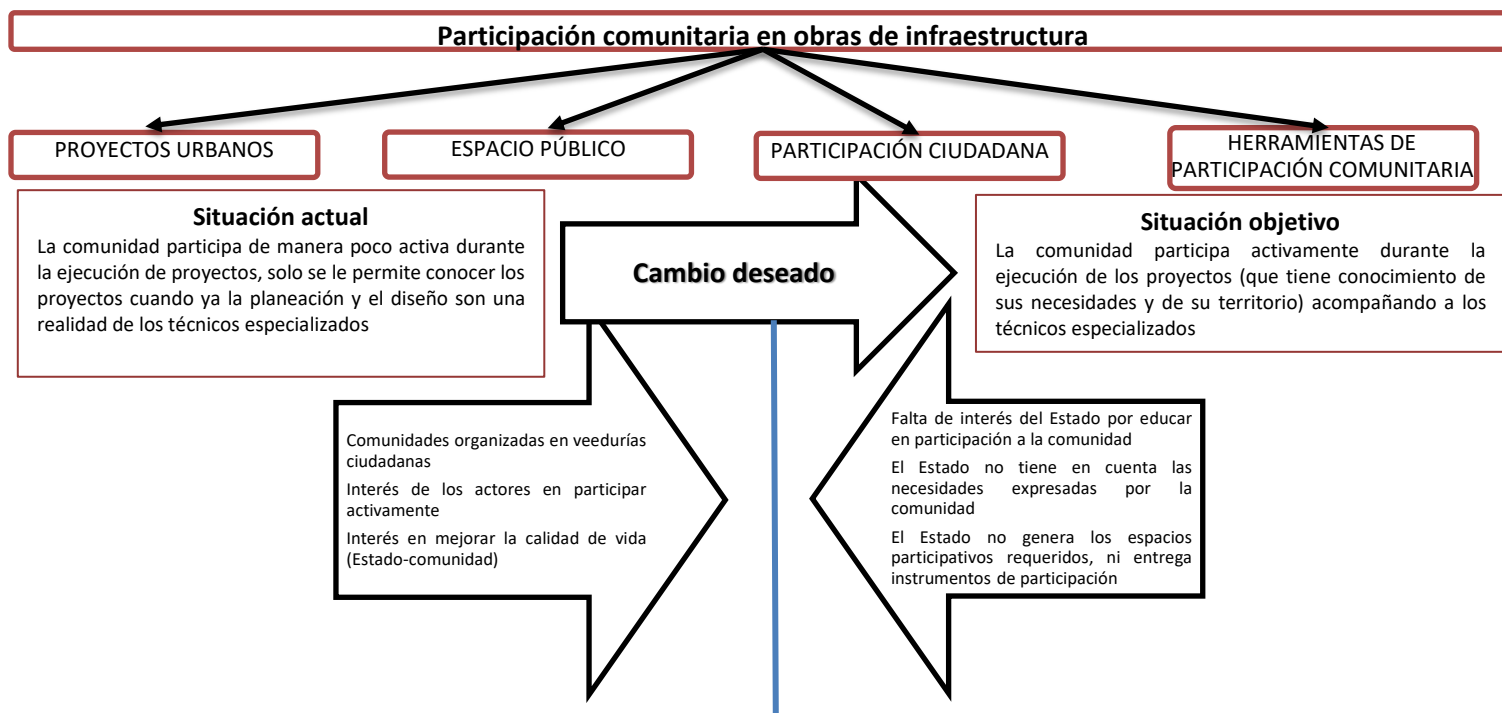 Participación comunitaria en obras de infraestructura
PROYECTOS URBANOS
ESPACIO PÚBLICO
PARTICIPACIÓN CIUDADANA
HERRAMIENTAS DE
PARTICIPACIÓN COMUNITARIA
Situación actual
La comunidad participa de manera poco activa durante
la ejecución de proyectos, solo se le permite conocer los
proyectos cuando ya la planeación y el diseño son una
realidad de los técnicos especializados
Cambio deseado
Situación objetivo
La comunidad participa activamente durante la
ejecución de los proyectos (que tiene conocimiento de
sus necesidades y de su territorio) acompañando a los
técnicos especializados
Comunidades organizadas en veedurías
ciudadanas
Interés de los actores en participar
activamente
Interés en mejorar la calidad de vida
(Estado-comunidad)
Falta de interés del Estado por educar
en participación a la comunidad
El Estado no tiene en cuenta las
necesidades expresadas por la
comunidad
El Estado no genera los espacios
participativos requeridos, ni entrega
instrumentos de participación